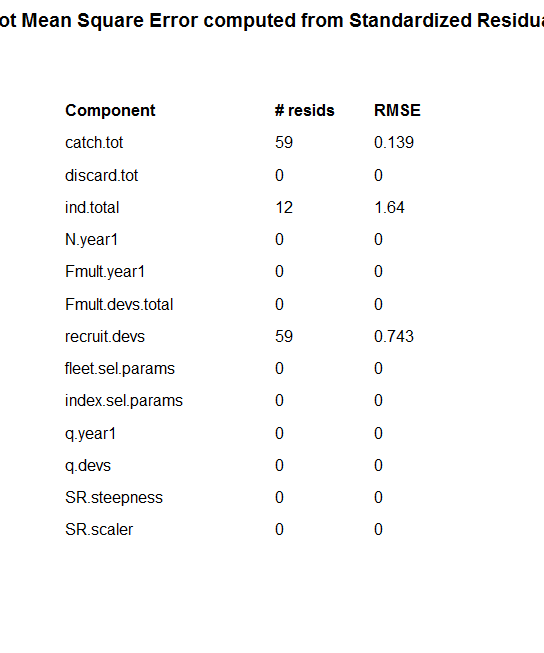 ot Mean Square Error computed from Standardized Residua
Component # resids RMSE
catch.tot 59 0.139
discard.tot 0 0
ind.total 12 1.64
N.year1 0 0
Fmult.year1 0 0
Fmult.devs.total 0 0
recruit.devs 59 0.743
fleet.sel.params 0 0
index.sel.params 0 0
q.year1 0 0
q.devs 0 0
SR.steepness 0 0
SR.scaler 0 0